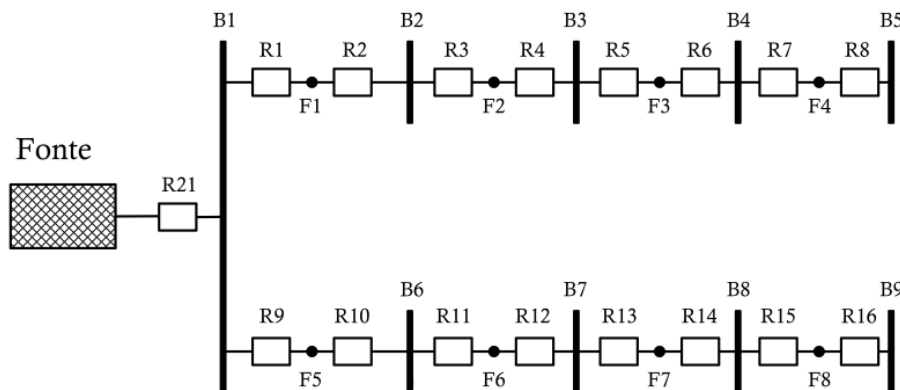 B1 B2 B3 B4 B5
R1 R2 R3 R4 R5 R6 R7 R8
F1 F2 F3 F4
Fonte
R21
B6 B7 B8 B9
R9 R10 R11 R12 R13 R14 R15 R16
F5 F6 F7 F8